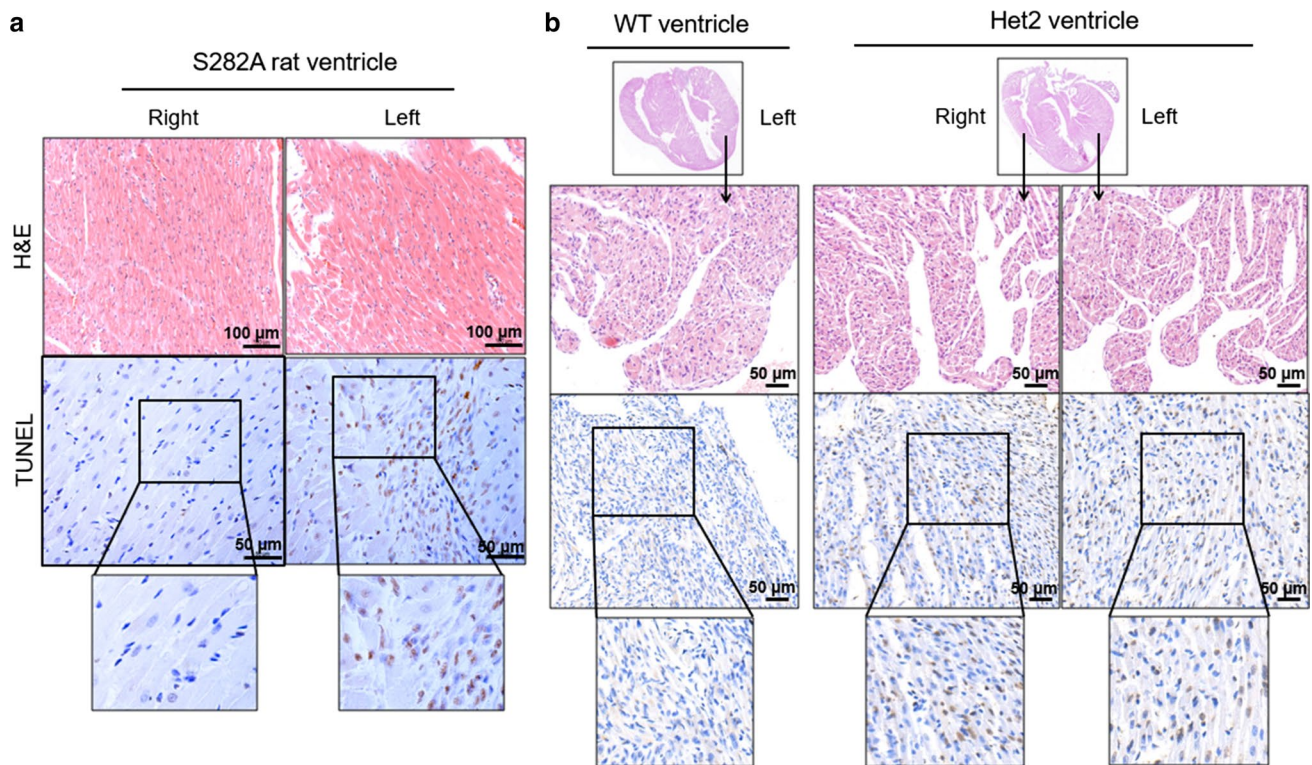 a
S282A rat ventricle
Right
Left
H&E
100 µm
100 µm
TUNEL
50 µm
50 µm
b
WT ventricle
Het2 ventricle
Left
Right
Left
50 µm
50 µm
50 µm
50 µm
50 µm
50 µm